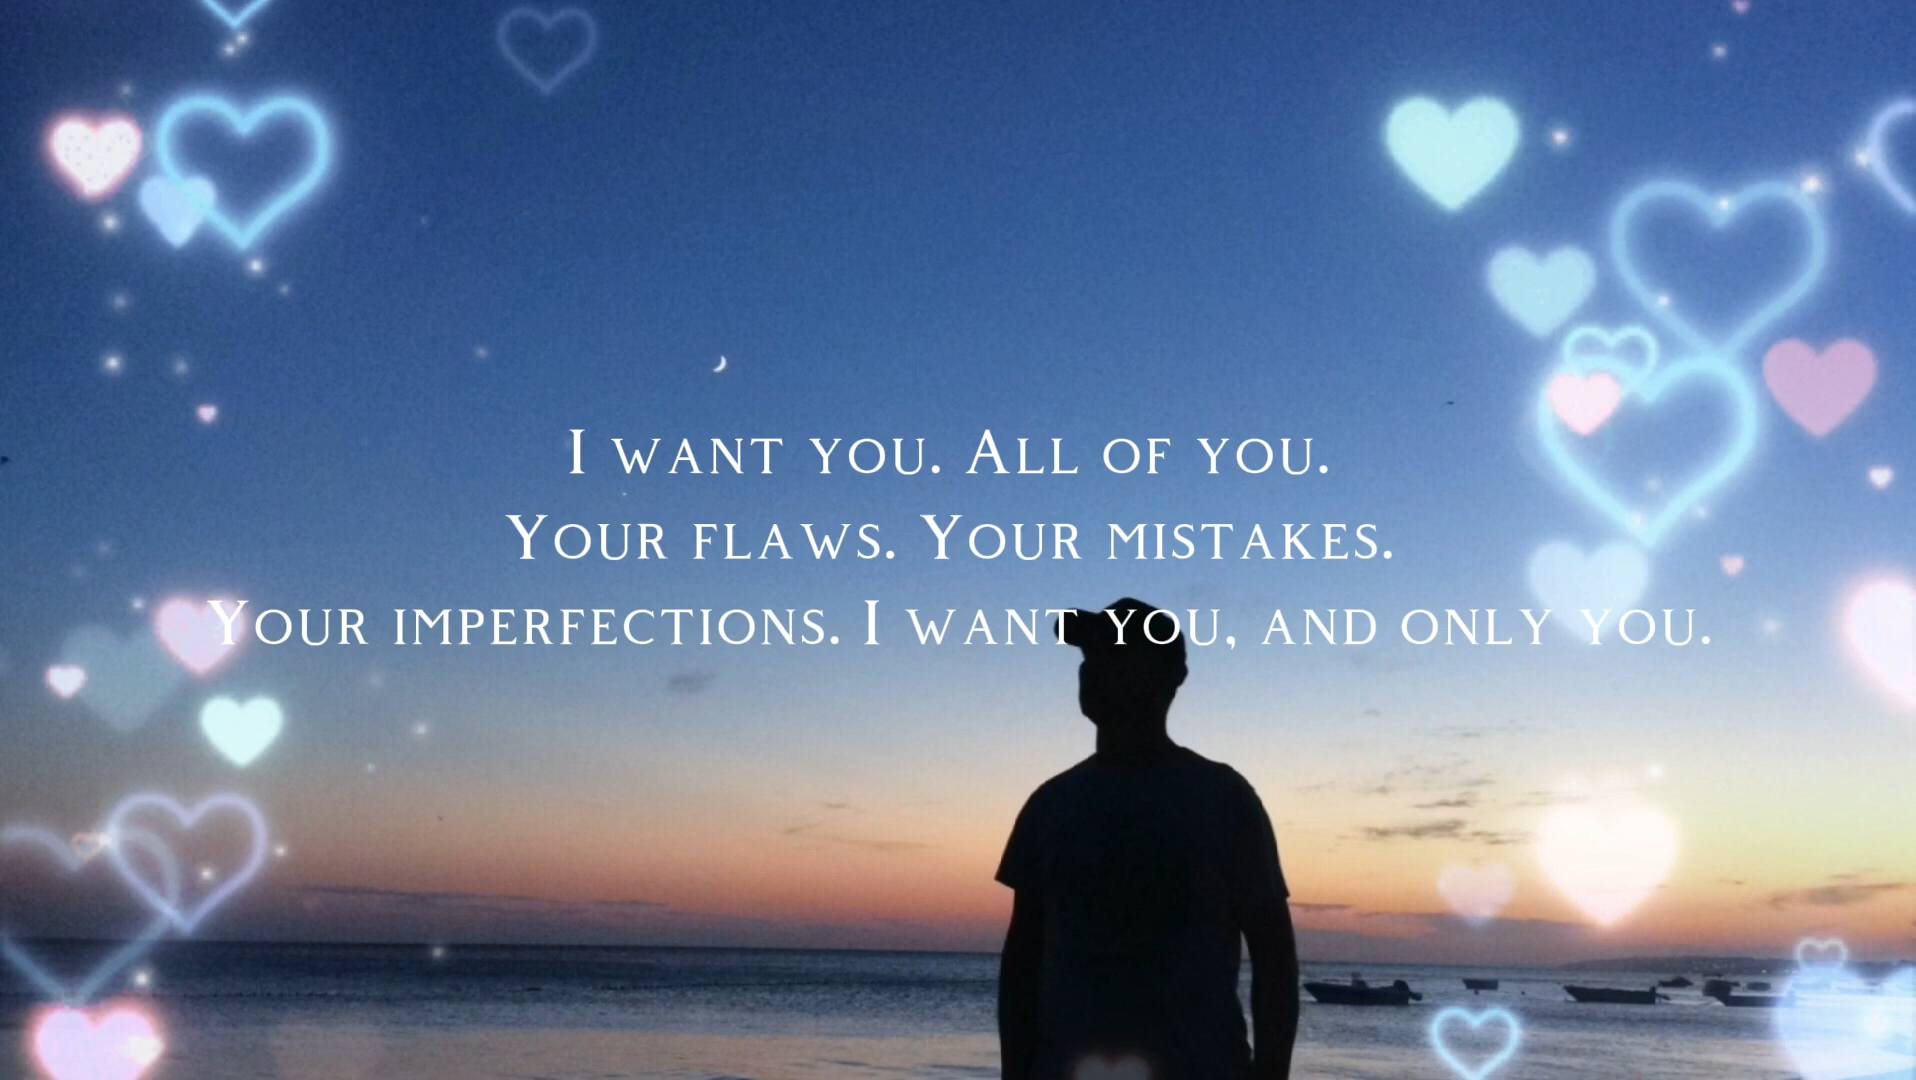 I want you. All of you.
Your flaws. Your mistakes.
Your imperfections. I want you, and only you.